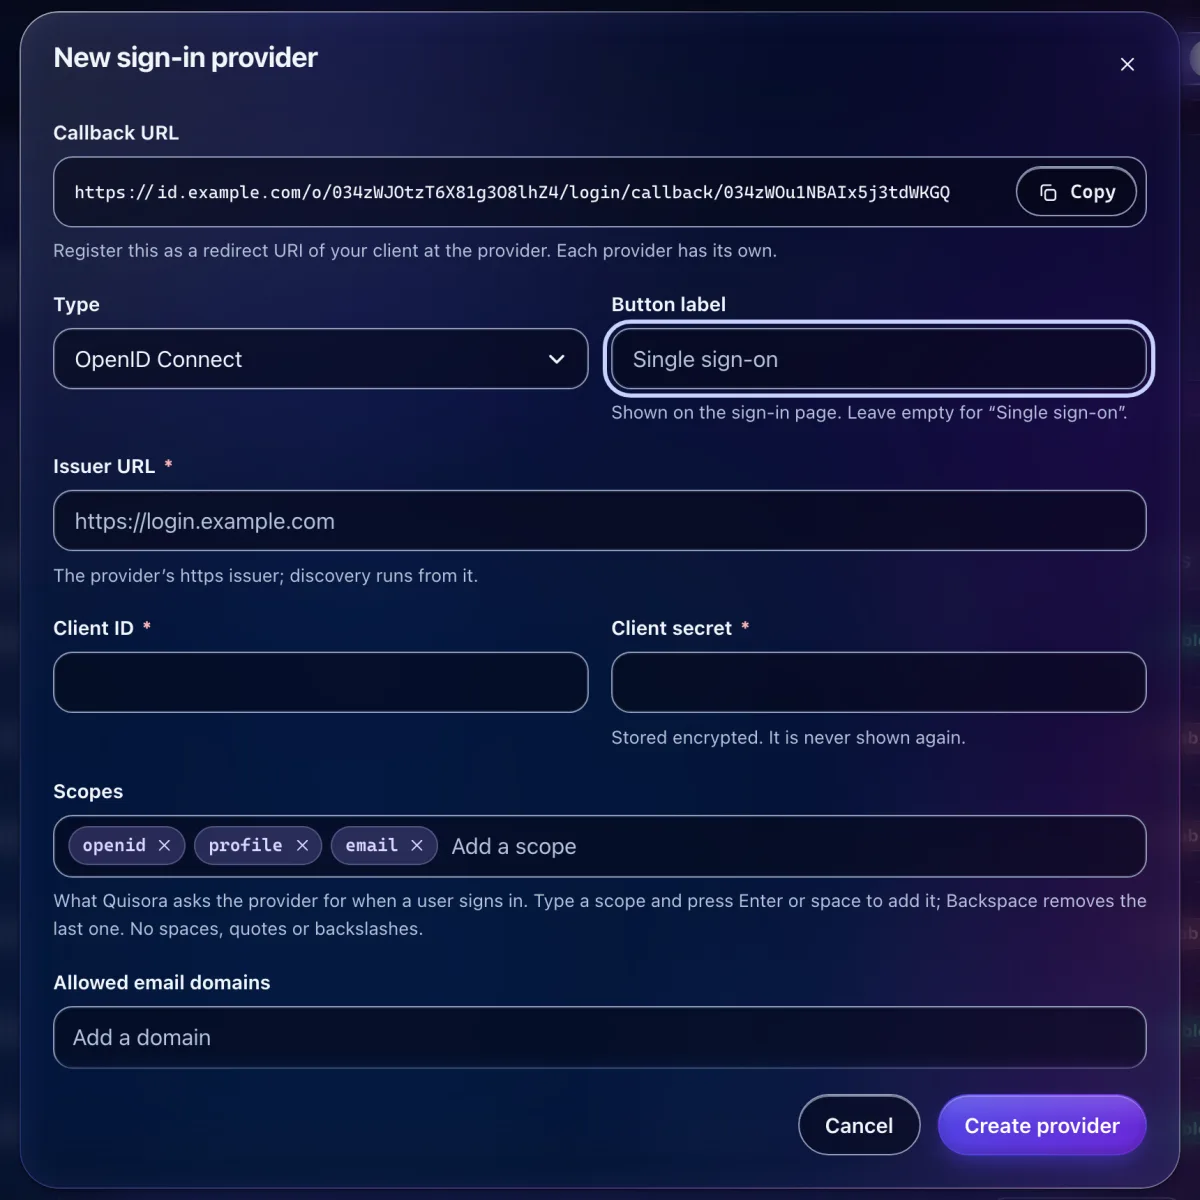 New sign-in provider
Callback URL
https://id.example.com/o/034zWJOtzT6X81g3O8lhZ4/login/callback/034zWOu1NBAIx5j3tdWKGQ
Copy
Register this as a redirect URI of your client at the provider. Each provider has its own.
Type
Button label
OpenID Connect
Single sign-on
Shown on the sign-in page. Leave empty for “Single sign-on”.
Issuer URL *
https://login.example.com
The provider’s https issuer; discovery runs from it.
Client ID *
Client secret *
Stored encrypted. It is never shown again.
Scopes
openid
profile
email
Add a scope
What Quisora asks the provider for when a user signs in. Type a scope and press Enter or space to add it; Backspace removes the
last one. No spaces, quotes or backslashes.
Allowed email domains
Add a domain
Cancel
Create provider